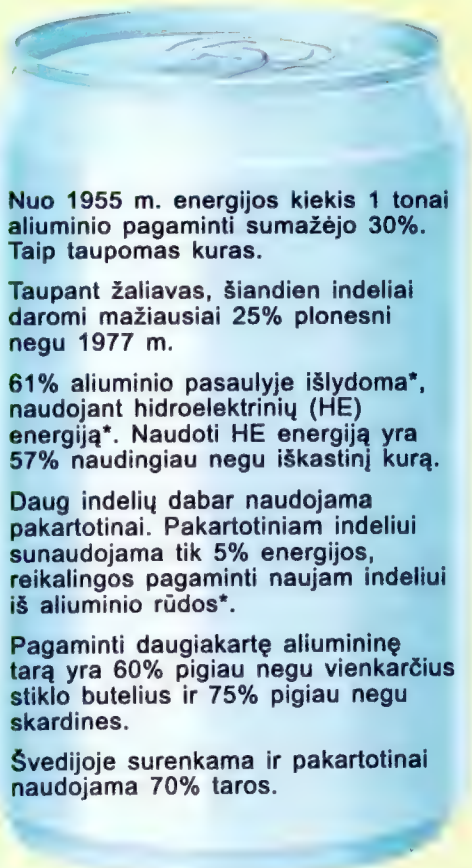 Nuo 1955 m. energijos kiekis 1 tonai
aliuminio pagaminti sumažėjo 30%.
Taip taupomas kuras.
Taupant žaliavas, šiandien indeliai
daromi mažiausiai 25% plonesni
negu 1977 m.
61% aliuminio pasaulyje išlydoma*,
naudojant hidroelektrinių (HE)
energiją*. Naudoti HE energiją yra
57% naudingiau negu iškastinį kurą.
Daug indelių dabar naudojama
pakartotinai. Pakartotiniam indeliui
sunaudojama tik 5% energijos,
reikalingos pagaminti naujam indeliui
iš aliuminio rūdos*.
Pagaminti daugiakartę aliumininę
tarą yra 60% pigiau negu vienkarčius
stiklo butelius ir 75% pigiau negu
skardines.
Švedijoje surenkama ir pakartotinai
naudojama 70% taros.